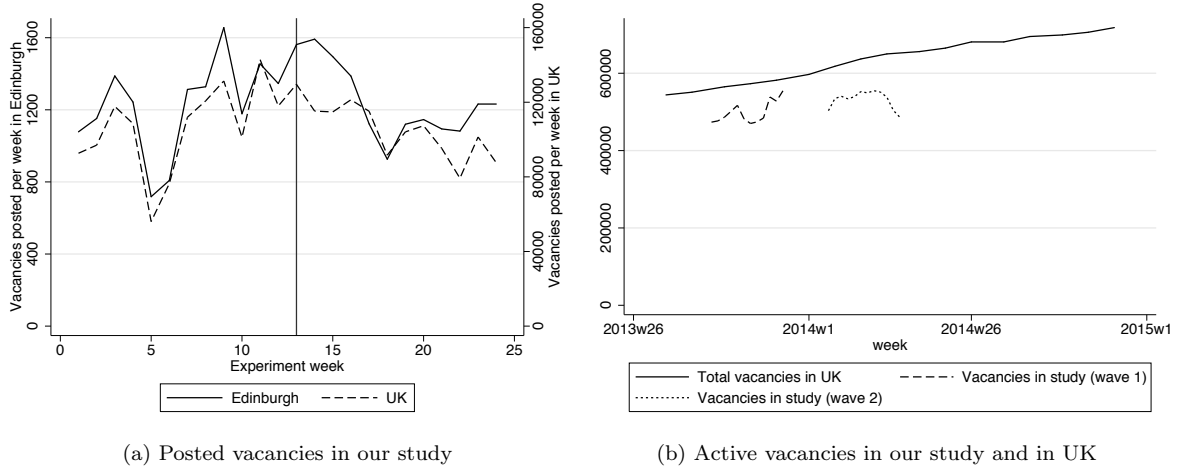 Vacancies posted per week in Edinburgh
0
400
800
1200
1600
Vacancies posted per week in UK
0
40000
80000
120000
160000
0
5
10
15
20
25
Experiment week
Edinburgh
UK
(a) Posted vacancies in our study
0
200000
400000
600000
2013w26
2014w1
2014w26
2015w1
week
Total vacancies in UK
Vacancies in study (wave 1)
Vacancies in study (wave 2)
(b) Active vacancies in our study and in UK